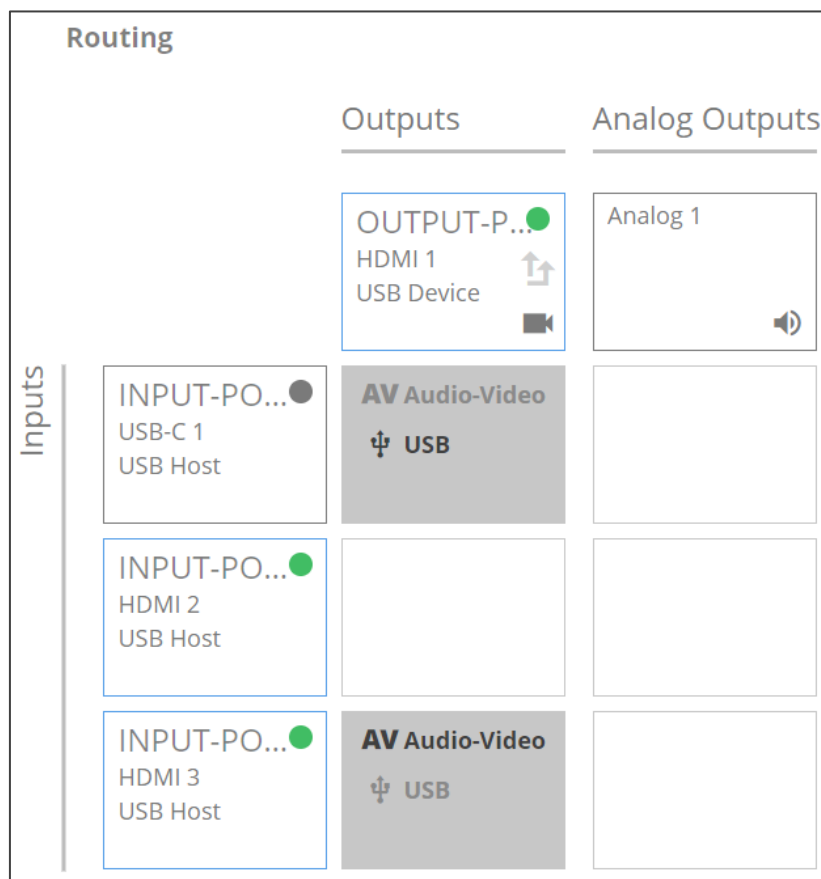 Routing
Outputs
Analog Outputs
OUTPUT-P...
HDMI 1
USB Device
Analog 1
Inputs
INPUT-PO...
USB-C 1
USB Host
AV Audio-Video
USB
INPUT-PO...
HDMI 2
USB Host
INPUT-PO...
HDMI 3
USB Host
AV Audio-Video
USB